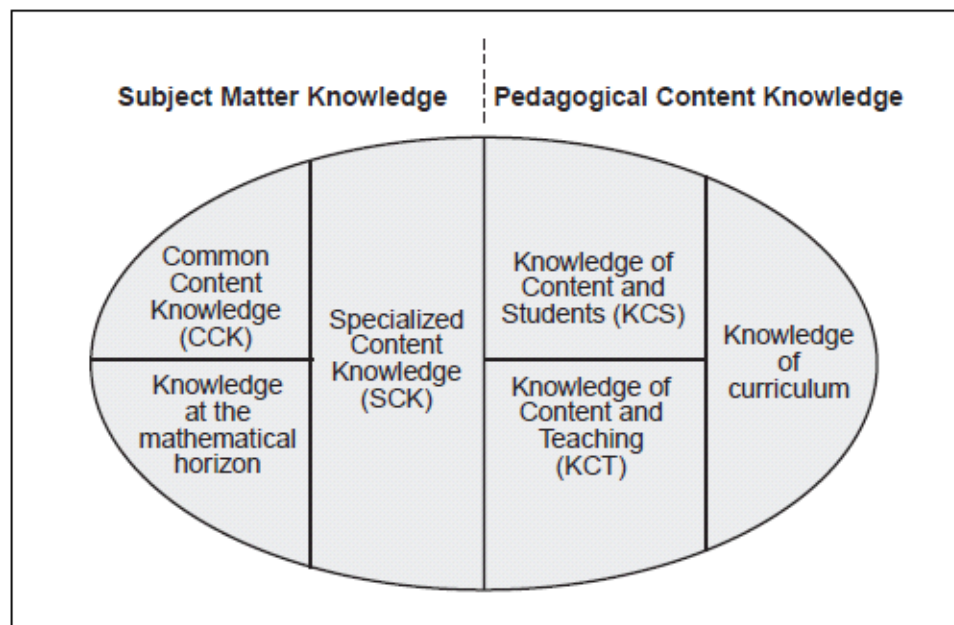 Subject Matter Knowledge
Pedagogical Content Knowledge
Common
Content
Knowledge
(CCK)
Knowledge
at the
mathematical
horizon
Specialized
Content
Knowledge
(SCK)
Knowledge of
Content and
Students (KCS)
Knowledge of
Content and
Teaching
(KCT)
Knowledge
of
curriculum